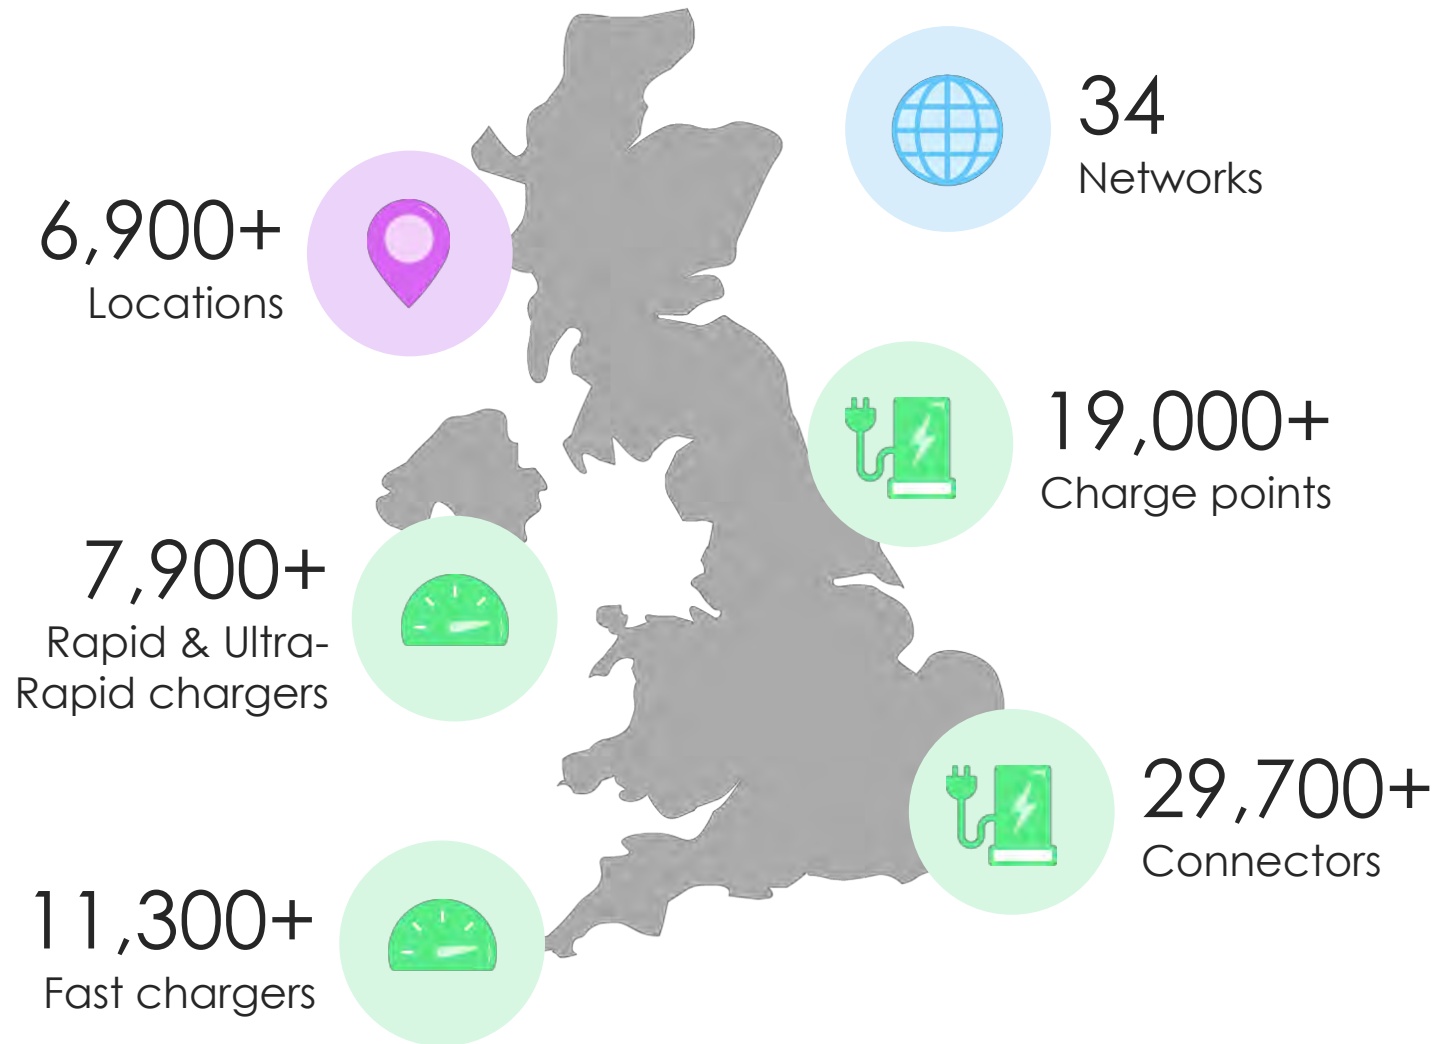 34
Networks
6,900+
Locations
19,000+
Charge points
7,900+
Rapid & Ultra-
Rapid chargers
29,700+
Connectors
11,300+
Fast chargers